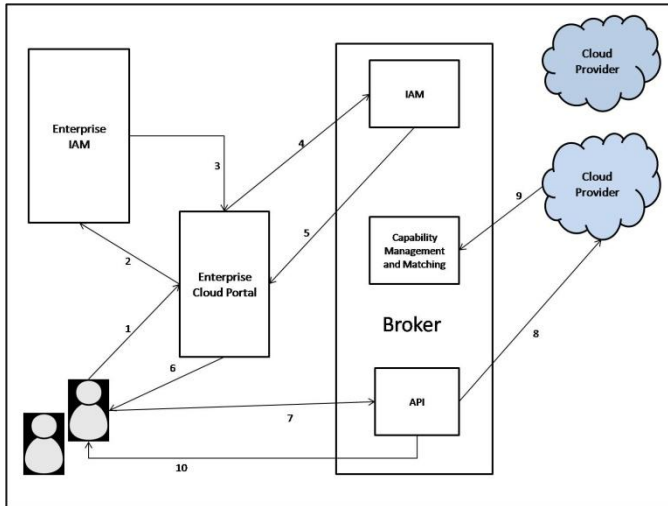 Cloud
Provider
Enterprise
IAM
IAM
4
3
Cloud
Provider
9
5
Capability
Management
and Matching
2
Enterprise
Cloud Portal
Broker
1
8
6
API
7
10